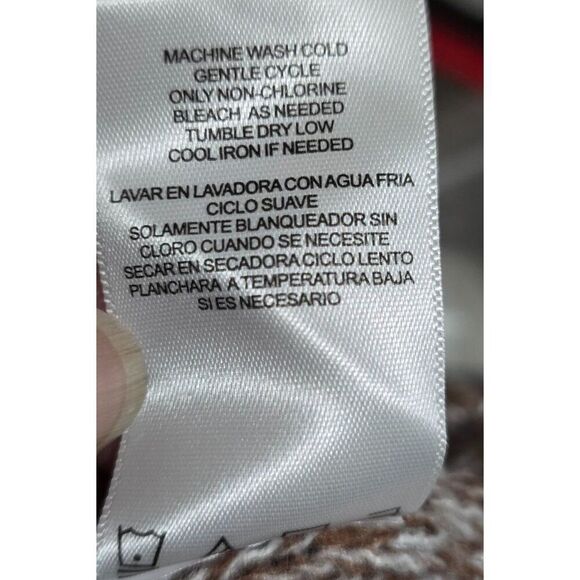 MACHINE WASH COLD
GENTLE CYCLE
ONLY NON-CHLORINE
BLEACH AS NEEDED
TUMBLE DRY LOW
COOL IRON IF NEEDED
LAVAR EN LAVADORA CON AGUA FRIA
CICLO SUAVE
SOLAMENTE BLANQUEADOR SIN
CLORO CUANDO SE NECESITE
SECAR EN SECADORA CICLO LENTO
PLANCHARA A TEMPERATURA BAJA
SI ES NECESARIO